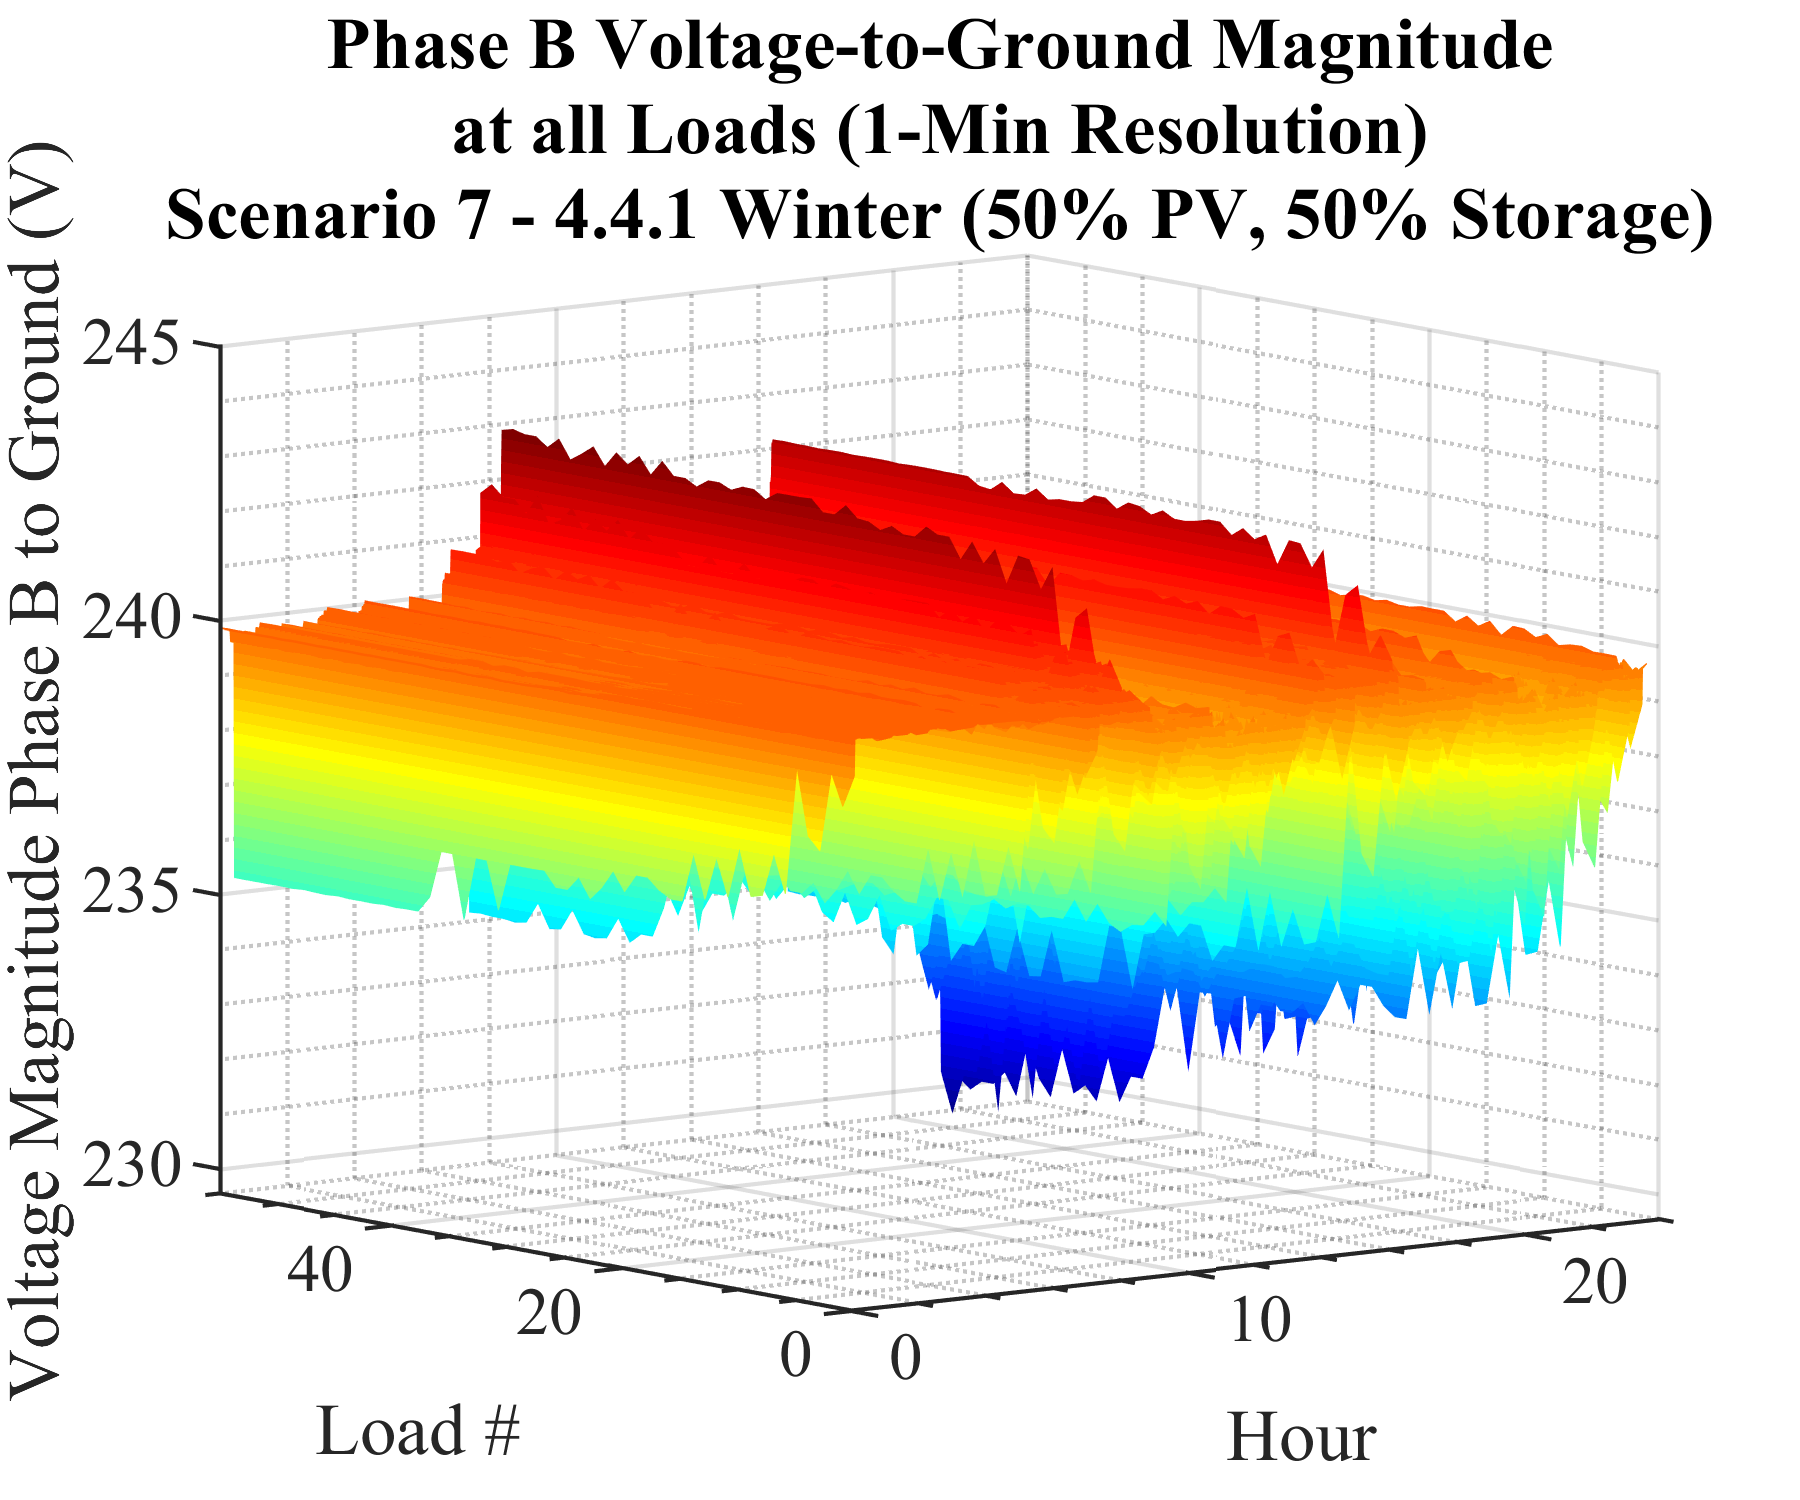 Phase B Voltage-to-Ground Magnitude
at all Loads (1-Min Resolution)
Scenario 7 - 4.4.1 Winter (50% PV, 50% Storage)
Voltage Magnitude Phase B to Ground (V)
245
240
235
230
40
20
0
0
10
20
Load #
Hour